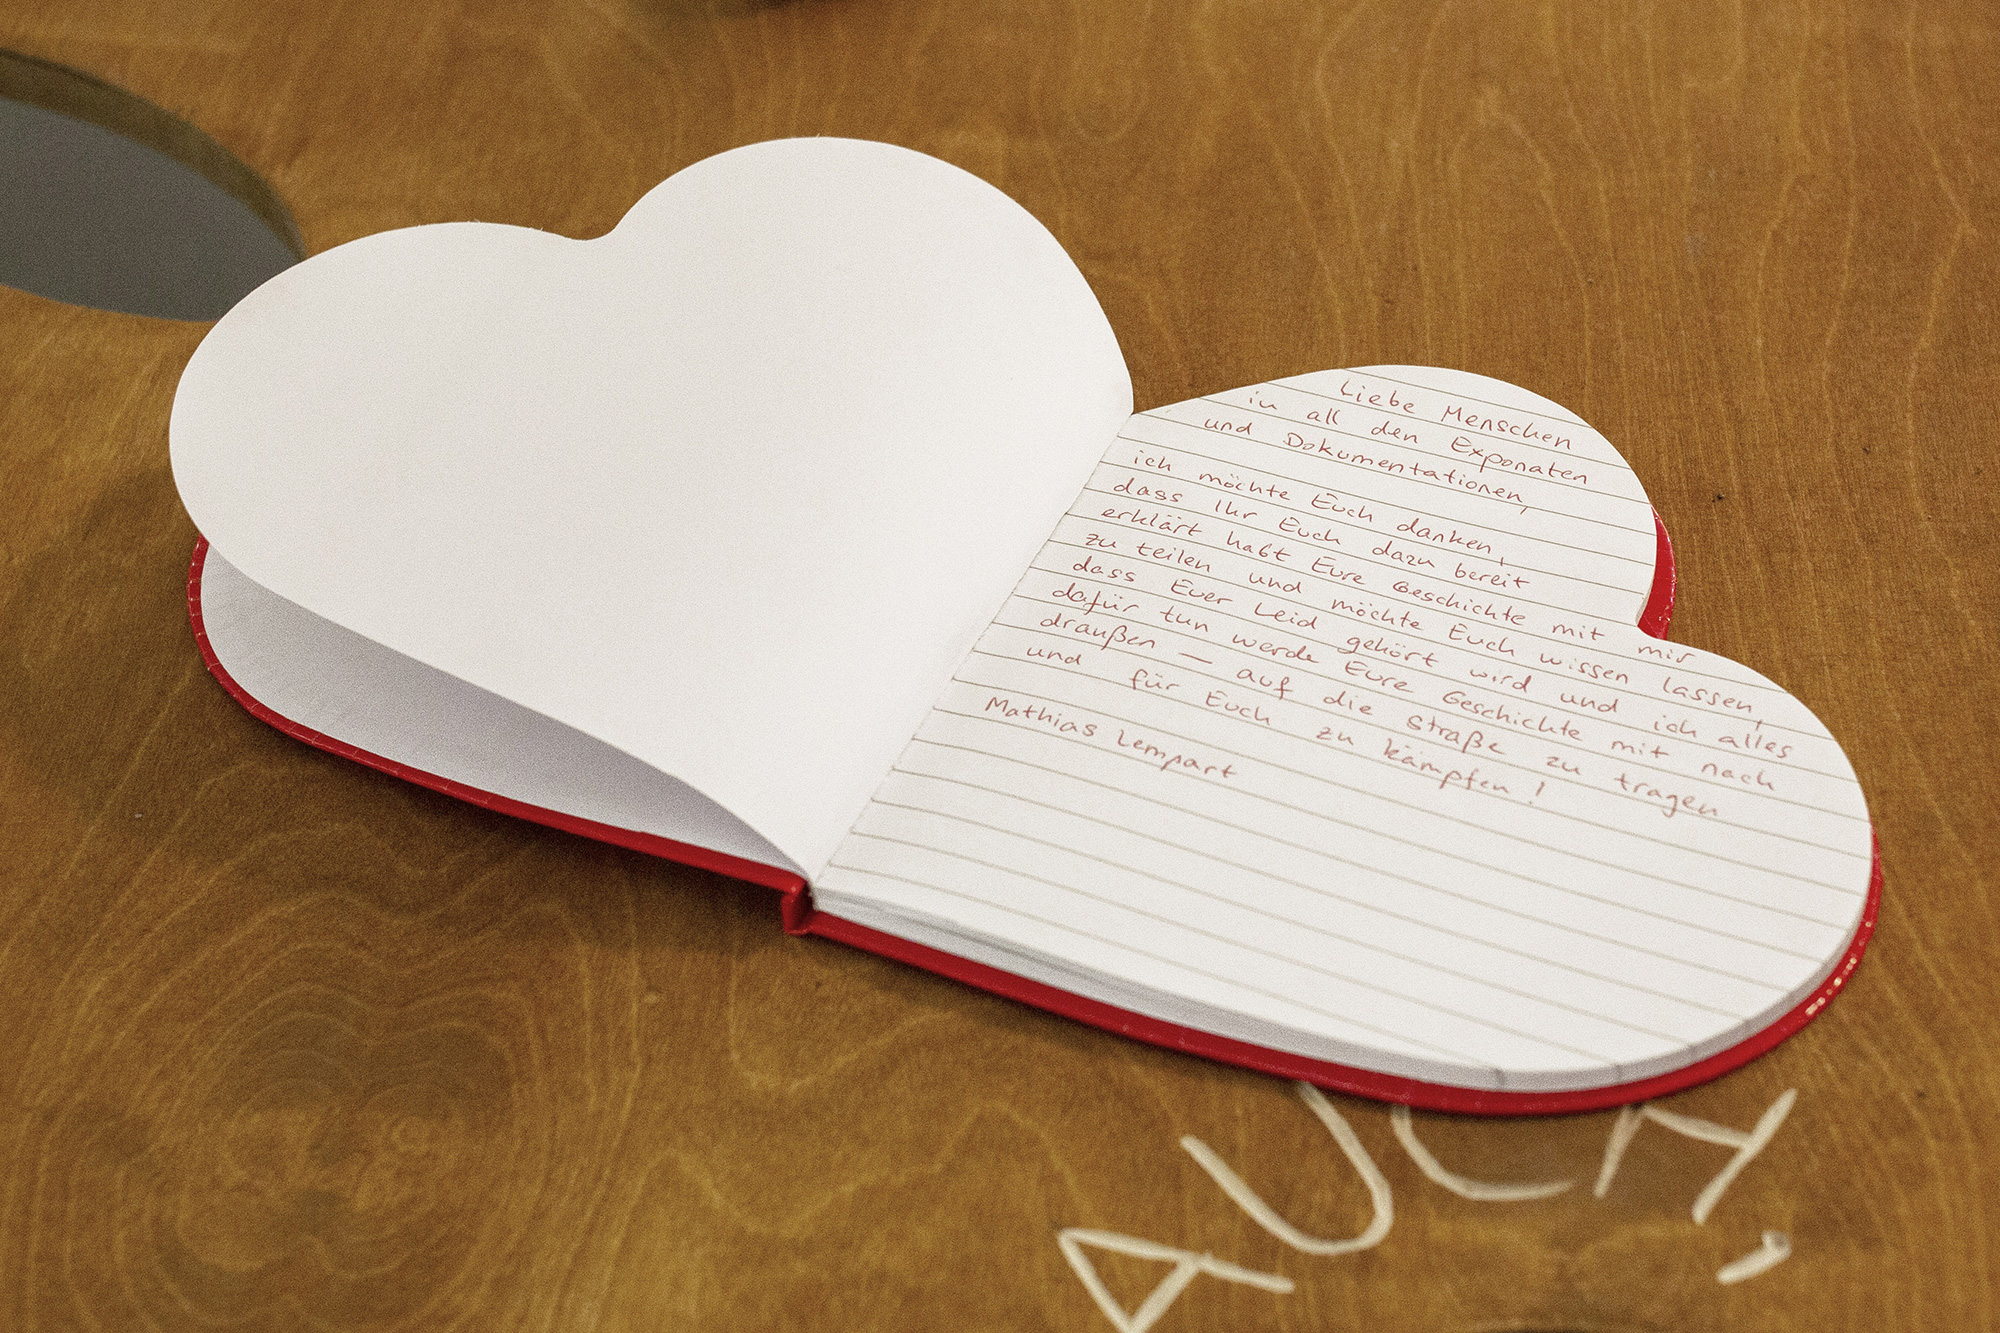 Liebe Menschen
in all den Exponaten
und Dokumentationen,
ich möchte Euch danken,
dass Ihr Euch dazu bereit
erklärt habt Eure Geschichte mit mir
zu teilen und möchte Euch wissen lassen,
dass Euer Leid gehört wird und ich alles
dafür tun werde Eure Geschichte mit nach
draußen — auf die Straße zu tragen
und für Euch zu kämpfen!
Mathias Lempart
AUCH,